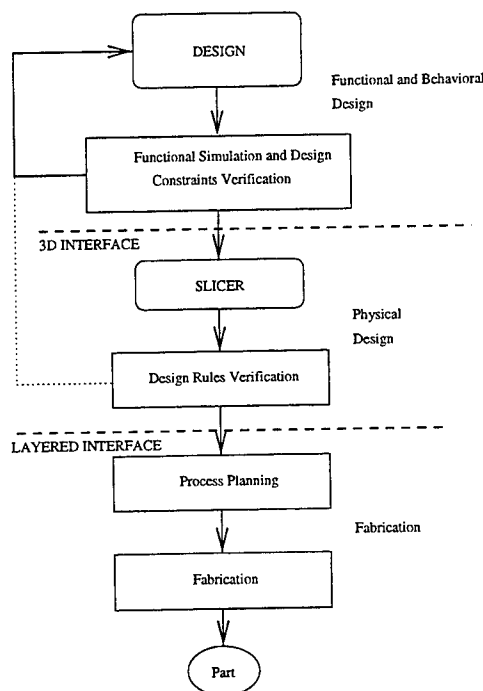 DESIGN
Functional and Behavioral
Design
Functional Simulation and Design
Constraints Verification
3D INTERFACE
SLICER
Physical
Design
Design Rules Verification
LAYERED INTERFACE
Process Planning
Fabrication
Fabrication
Part